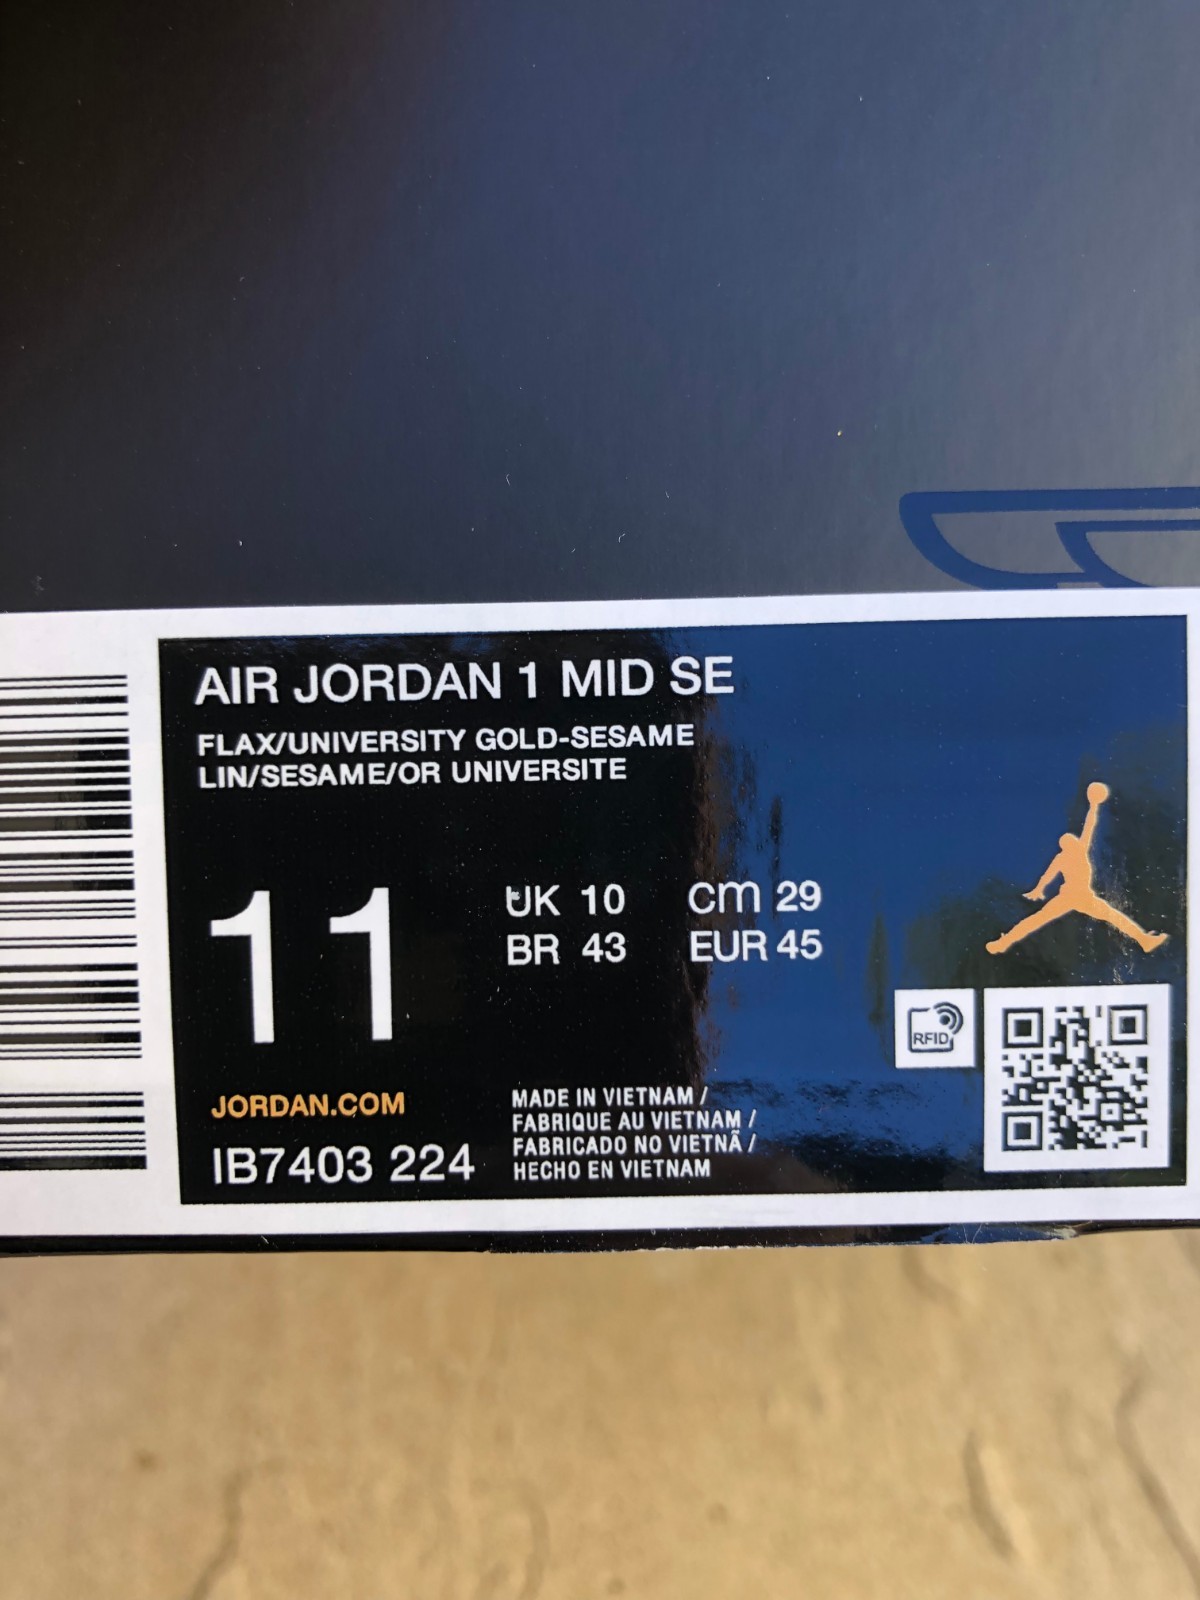 AIR JORDAN 1 MID SE
FLAX/UNIVERSITY GOLD-SESAME
LIN/SESAME/OR UNIVERSITE
11
UK 10 cm 29
BR 43 EUR 45
RFID
JORDAN.COM
IB7403 224
MADE IN VIETNAM /
FABRIQUE AU VIETNAM /
FABRICADO NO VIETNÃ /
HECHO EN VIETNAM